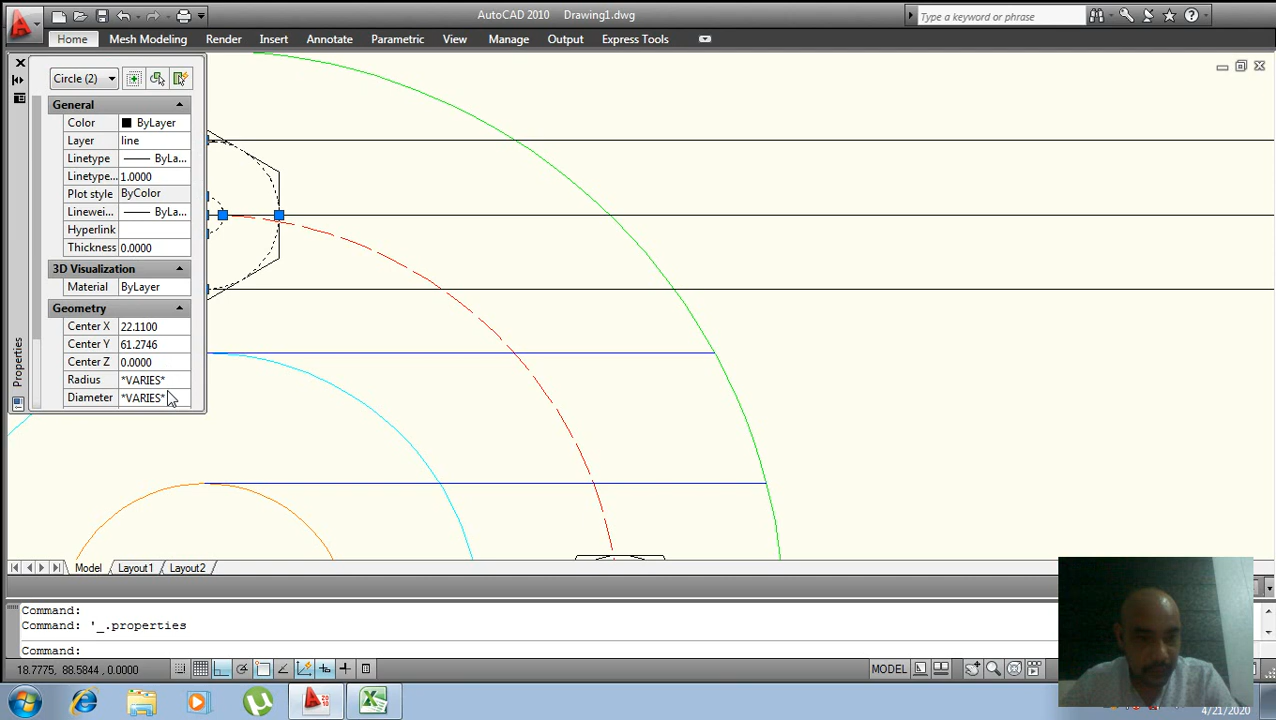 AutoCAD 2010 Drawing1.dwg
Type a keyword or phrase
Home Mesh Modeling Render Insert Annotate Parametric View Manage Output Express Tools
Circle (2)
General
Color ByLayer
Layer line
Linetype ByLa...
Linetype... 1.0000
Plot style ByColor
Linewei... ByLa...
Hyperlink
Thickness 0.0000
3D Visualization
Material ByLayer
Geometry
Center X 22.1100
Center Y 61.2746
Center Z 0.0000
Radius *VARIES*
Diameter *VARIES*
Properties
Model Layout1 Layout2
Command:
Command: '_.properties
Command:
18.7775, 88.5844, 0.0000 MODEL
4/21/2020